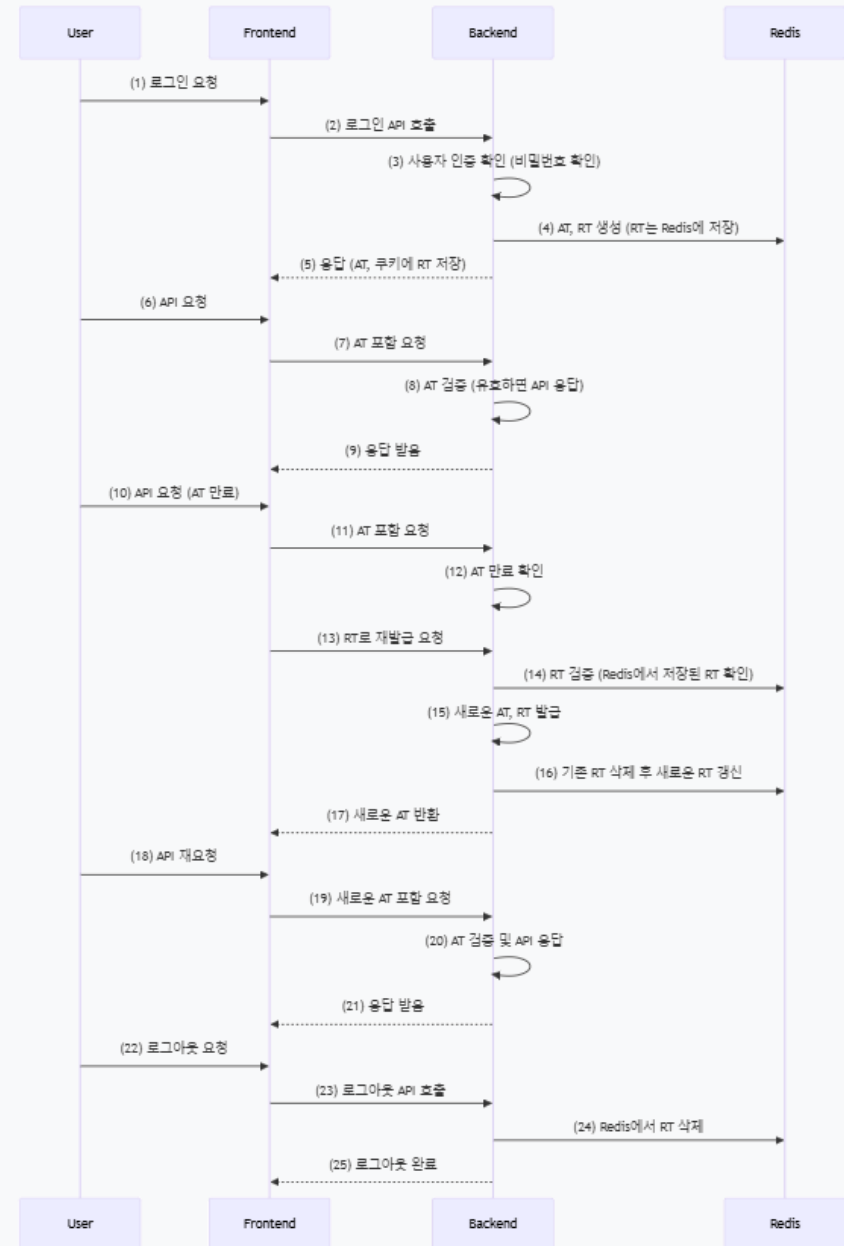 User Frontend Backend Redis
(1) 로그인 요청
(2) 로그인 API 호출
(3) 사용자 인증 확인 (비밀번호 확인)
(4) AT, RT 생성 (RT는 Redis에 저장)
(5) 응답 (AT, 쿠키에 RT 저장)
(6) API 요청
(7) AT 포함 요청
(8) AT 검증 (유효하면 API 응답)
(9) 응답 받음
(10) API 요청 (AT 만료)
(11) AT 포함 요청
(12) AT 만료 확인
(13) RT로 재발급 요청
(14) RT 검증 (Redis에서 저장된 RT 확인)
(15) 새로운 AT, RT 발급
(16) 기존 RT 삭제 후 새로운 RT 갱신
(17) 새로운 AT 반환
(18) API 재요청
(19) 새로운 AT 포함 요청
(20) AT 검증 및 API 응답
(21) 응답 받음
(22) 로그아웃 요청
(23) 로그아웃 API 호출
(24) Redis에서 RT 삭제
(25) 로그아웃 완료
User Frontend Backend Redis